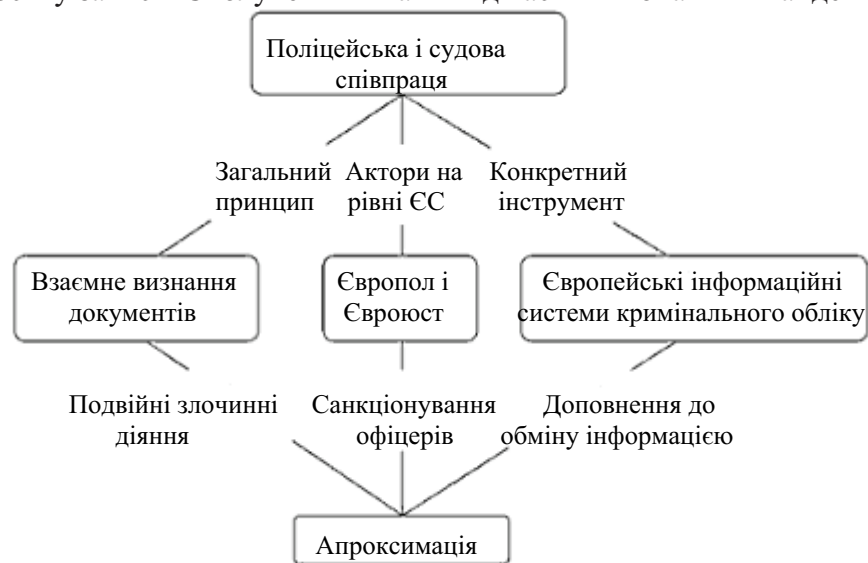 Поліцейська і судова
співпраця
Загальний
принцип
Актори на
рівні ЄС
Конкретний
інструмент
Взаємне визнання
документів
Європол і
Євроюст
Європейські інформаційні
системи кримінального обліку
Подвійні злочинні
діяння
Санкціонування
офіцерів
Доповнення до
обміну інформацією
Апроксимація